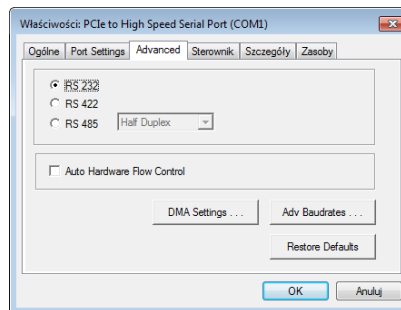 Właściwości: PCIe to High Speed Serial Port (COM1)
Ogólne Port Settings Advanced Sterownik Szczegóły Zasoby
RS 232
RS 422
RS 485 Half Duplex
Auto Hardware Flow Control
DMA Settings . . . Adv Baudrates . . .
Restore Defaults
OK Anuluj